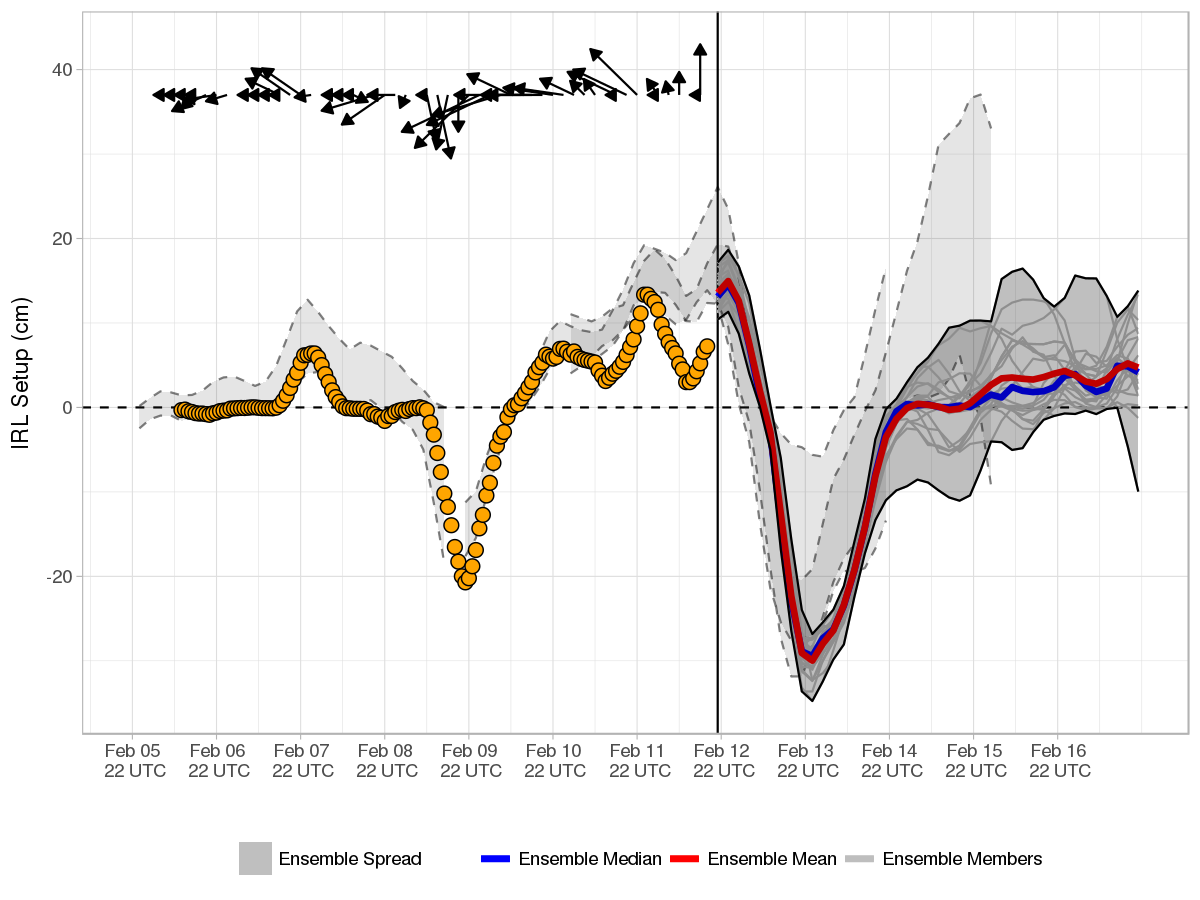 IRL Setup (cm)
40
20
0
-20
Feb 05 Feb 06 Feb 07 Feb 08 Feb 09 Feb 10 Feb 11 Feb 12 Feb 13 Feb 14 Feb 15 Feb 16
22 UTC 22 UTC 22 UTC 22 UTC 22 UTC 22 UTC 22 UTC 22 UTC 22 UTC 22 UTC 22 UTC 22 UTC
Ensemble Spread Ensemble Median Ensemble Mean Ensemble Members